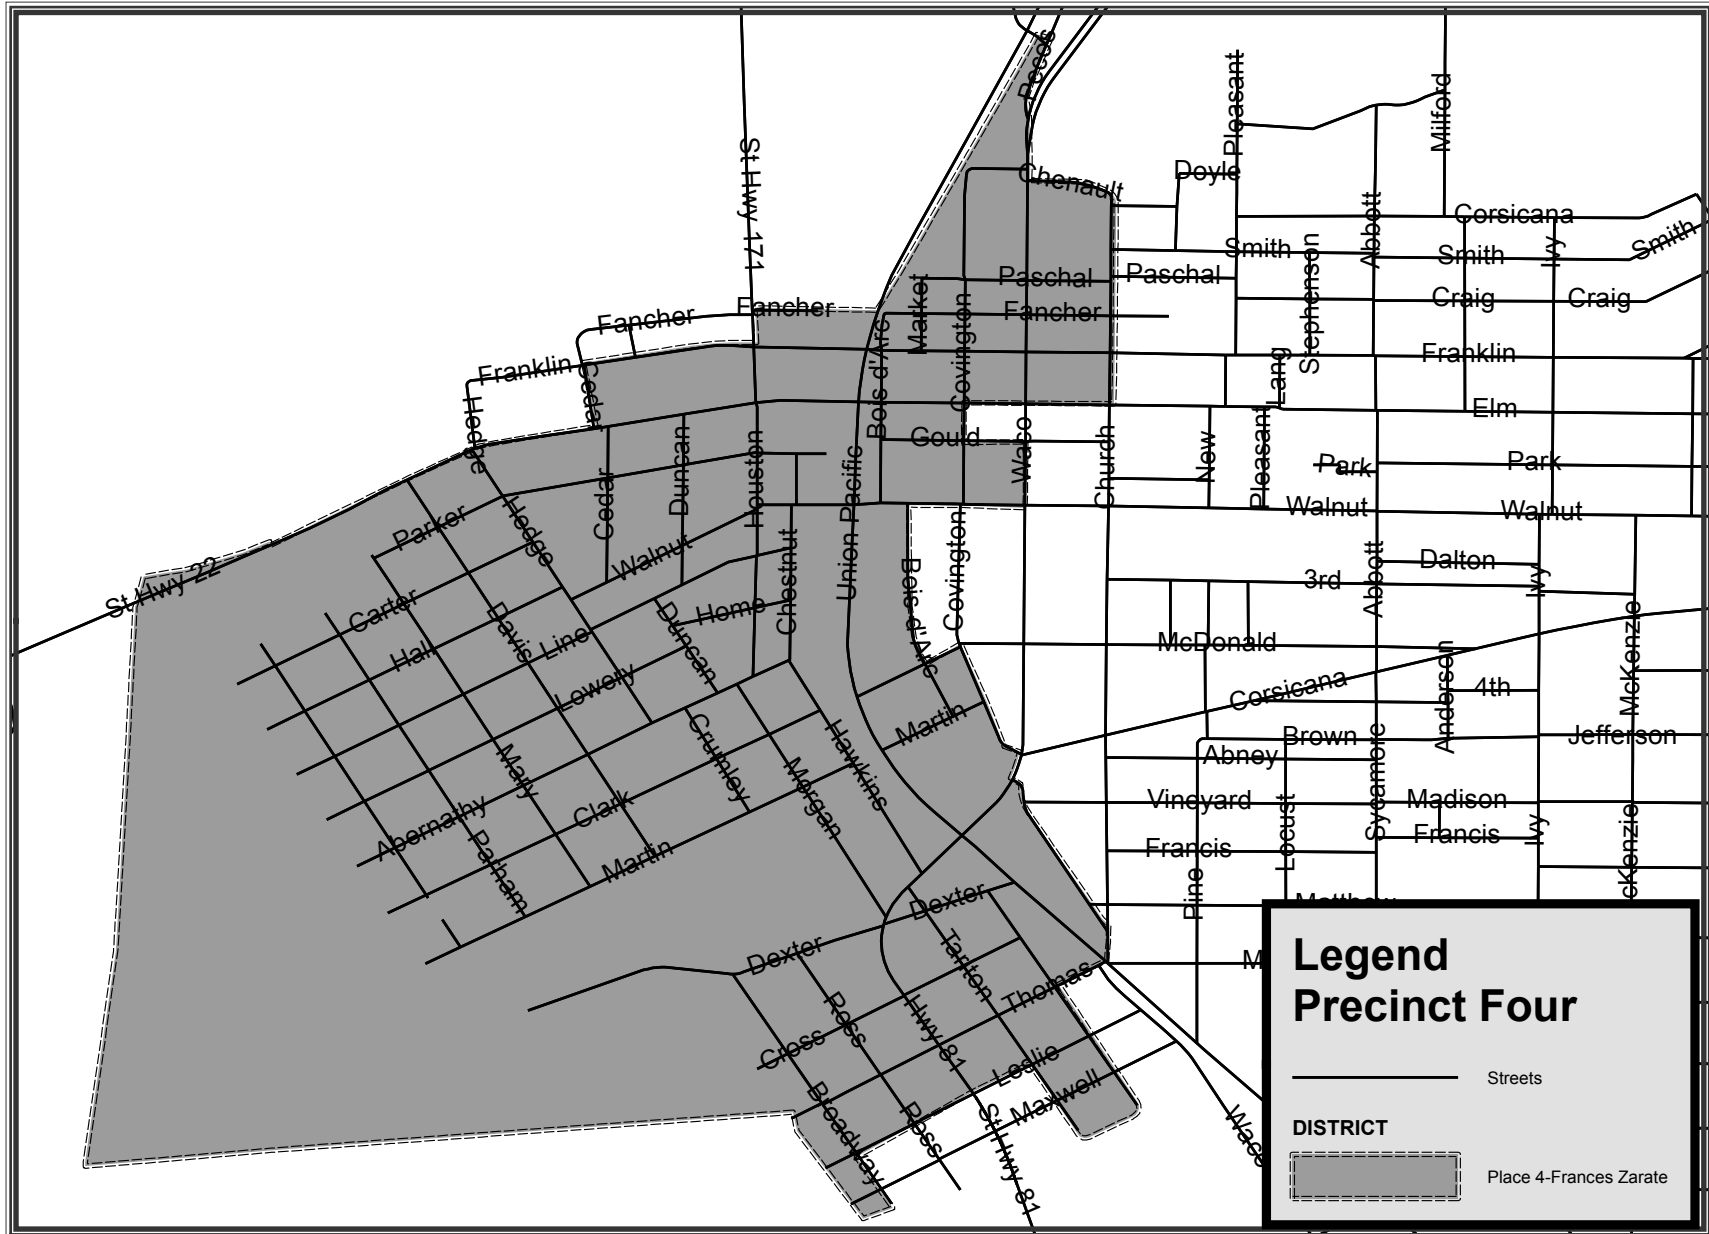 Pecos
Pleasant
Milford
St Hwy 171
Chenault
Doyle
Abbott
Corsicana
Smith
Smith
Ivy
Smith
Stephenson
Paschal
Paschal
Craig
Craig
Fancher
Fancher
Market
Covington
Fancher
Bois d'Arc
Franklin
Franklin
Cedar
Lang
Hedge
Elm
Gould
Waco
Church
New
Pleasant
Park
Park
Houston
Duncan
Cedar
Union Pacific
Walnut
Walnut
Parker
Hedge
Walnut
Chestnut
Bois d'Arc
Covington
Abbott
Dalton
3rd
Ivy
St Hwy 22
Carter
Davis
Home
Duncan
Hall
Line
McDonald
Anderson
McKenzie
Lowery
Corsicana
4th
Martin
Crumley
Hawkins
Brown
Jefferson
Mary
Morgan
Abney
Sycamore
Clark
Vineyard
Madison
Abernathy
Locust
Francis
Ivy
Francis
cKenzie
Parham
Martin
Pine
Dexter
Dexter
Tarlton
M
Thomas
Ross
Hwy 81
Cross
Leslie
Maxwell
Broadway
Ross
St Hwy 81
Legend
Precinct Four
Streets
DISTRICT
Place 4-Frances Zarate